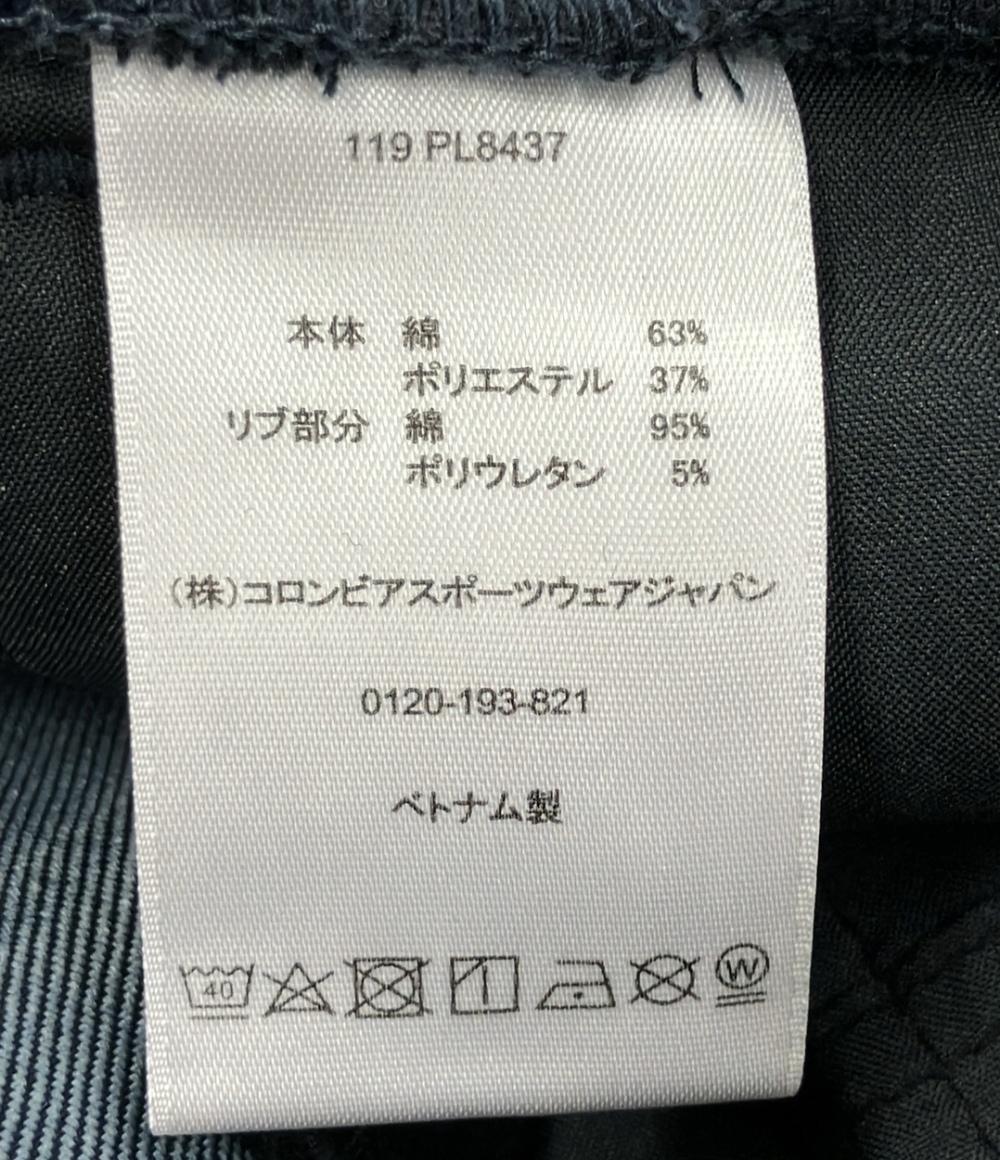 119 PL8437
本体 綿 63%
ポリエステル 37%
リブ部分 綿 95%
ポリウレタン 5%
(株)コロンビアスポーツウェアジャパン
0120-193-821
ベトナム製
40 W